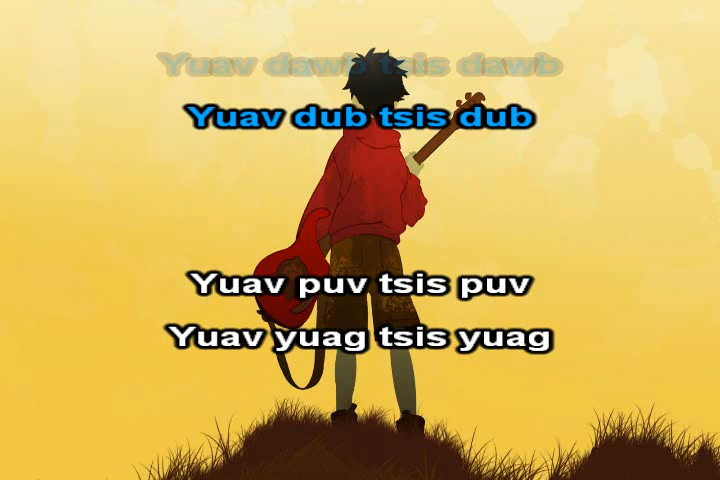 Yuav dawb tsis dawb
Yuav dub tsis dub
Yuav puv tsis puv
Yuav yuag tsis yuag